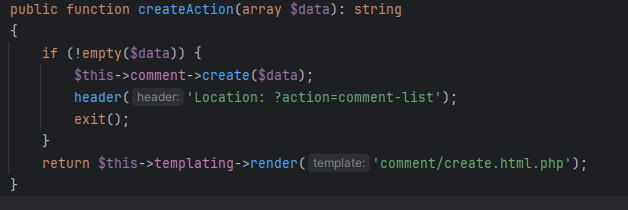 public function createAction(array $data): string
{
    if (!empty($data)) {
        $this->comment->create($data);
        header( header: 'Location: ?action=comment-list');
        exit();
    }
    return $this->templating->render( template: 'comment/create.html.php');
}